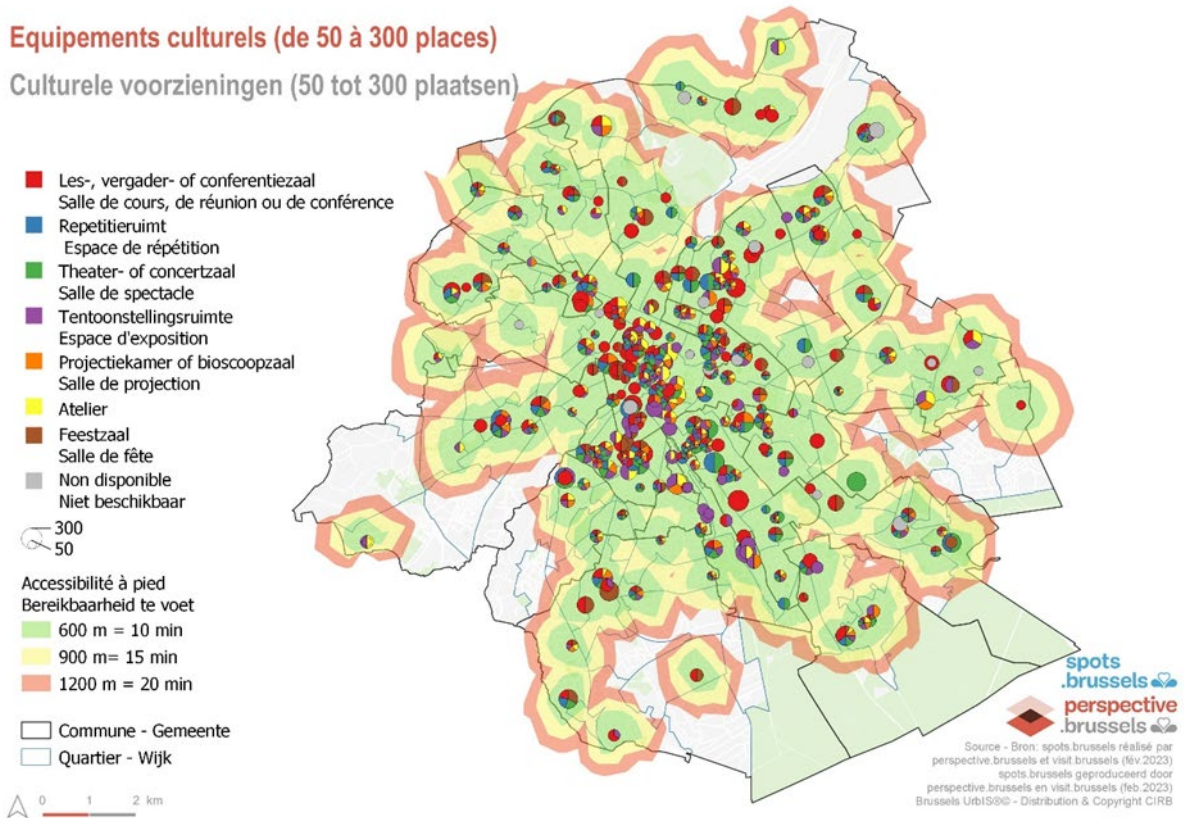 Equipements culturels (de 50 à 300 places)
Culturele voorzieningen (50 tot 300 plaatsen)
Les-, vergader- of conferentiezaal
Salle de cours, de réunion ou de conférence
Repetitieruimt
Espace de répétition
Theater- of concertzaal
Salle de spectacle
Tentoonstellingsruimte
Espace d'exposition
Projectiekamer of bioscoopzaal
Salle de projection
Atelier
Feestzaal
Salle de fête
Non disponible
Niet beschikbaar
300
50
Accessibilité à pied
Bereikbaarheid te voet
600 m = 10 min
900 m= 15 min
1200 m = 20 min
Commune - Gemeente
Quartier - Wijk
0 1 2 km
spots
.brussels
perspective
.brussels
Source - Bron: spots.brussels réalisé par
perspective.brussels et visit.brussels (fév.2023)
spots.brussels geproduceerd door
perspective.brussels en visit.brussels (feb.2023)
Brussels UrbIS®© - Distribution & Copyright CIRB